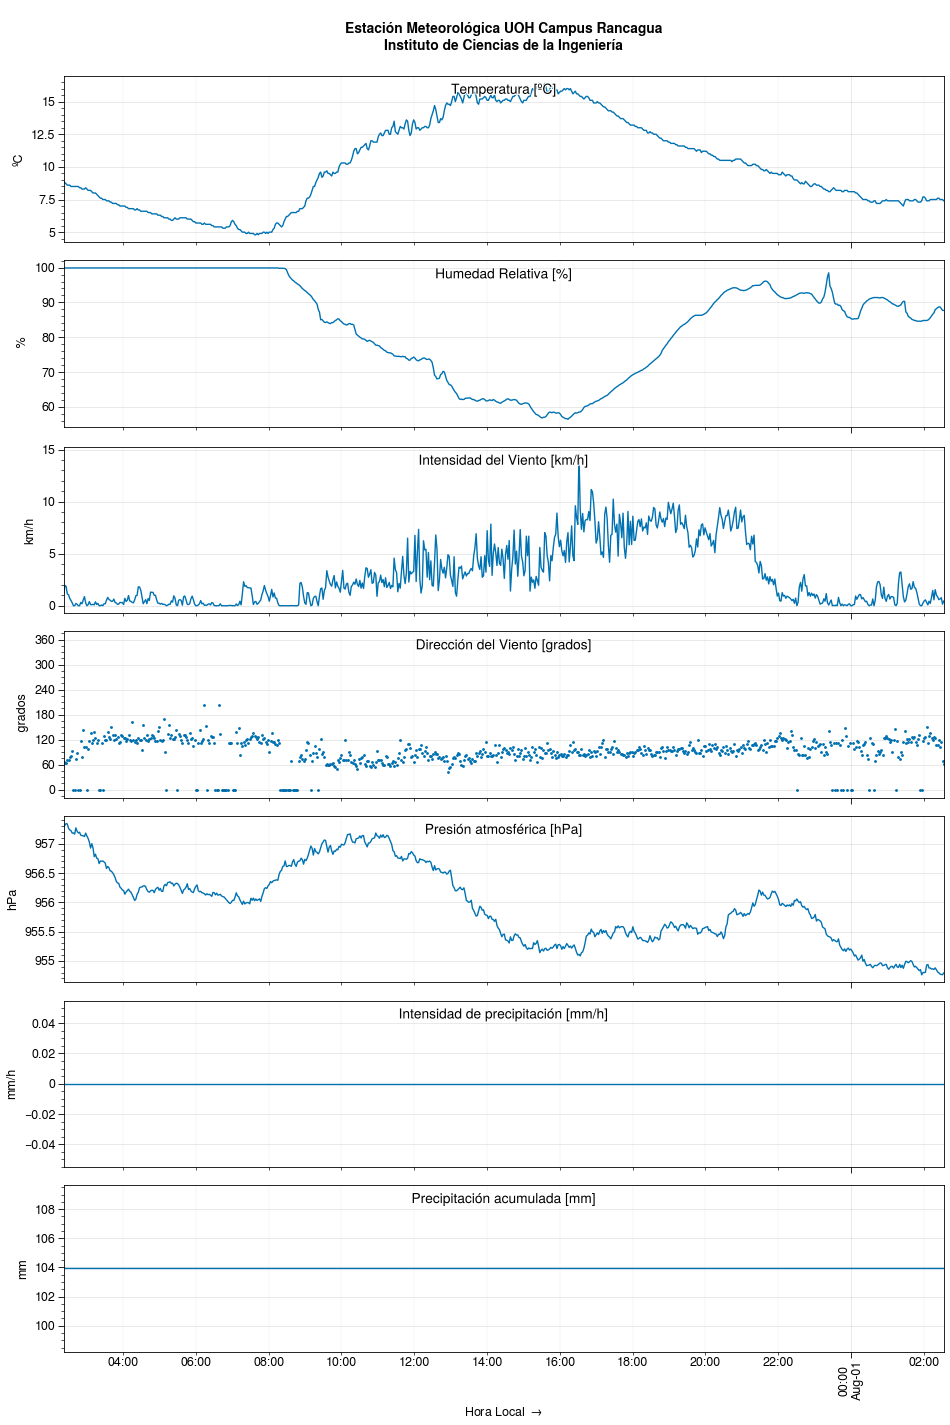 Estación Meteorológica UOH Campus Rancagua
Instituto de Ciencias de la Ingeniería
Temperatura [ºC]
15
12.5
10
7.5
5
ºC
Humedad Relativa [%]
100
90
80
70
60
%
Intensidad del Viento [km/h]
15
10
5
0
km/h
Dirección del Viento [grados]
360
300
240
180
120
60
0
grados
Presión atmosférica [hPa]
957
956.5
956
955.5
955
hPa
Intensidad de precipitación [mm/h]
0.04
0.02
0
−0.02
−0.04
mm/h
Precipitación acumulada [mm]
108
106
104
102
100
mm
04:00 06:00 08:00 10:00 12:00 14:00 16:00 18:00 20:00 22:00 00:00 02:00
Aug-01
Hora Local →